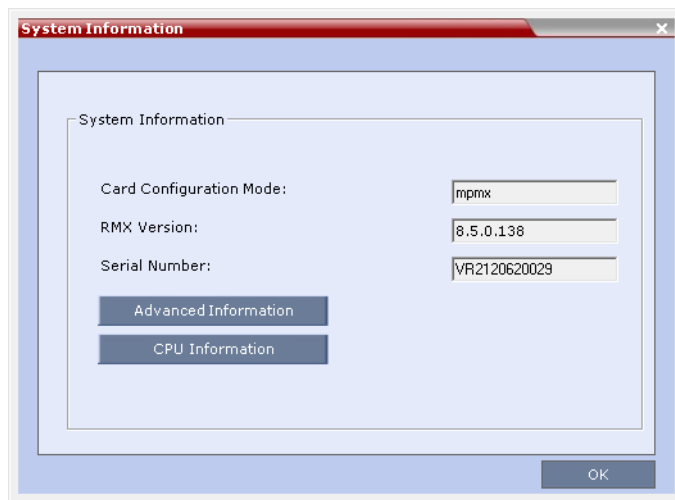 System Information
System Information
Card Configuration Mode: mpmx
RMX Version: 8.5.0.138
Serial Number: VR2120620029
Advanced Information
CPU Information
OK